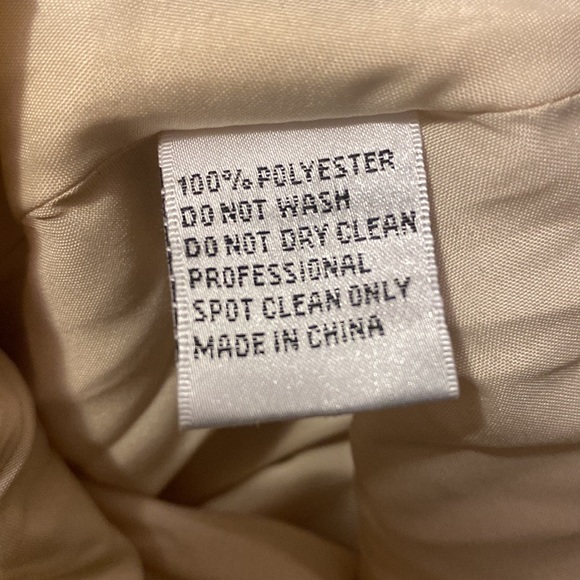 100% POLYESTER
DO NOT WASH
DO NOT DRY CLEAN
PROFESSIONAL
SPOT CLEAN ONLY
MADE IN CHINA